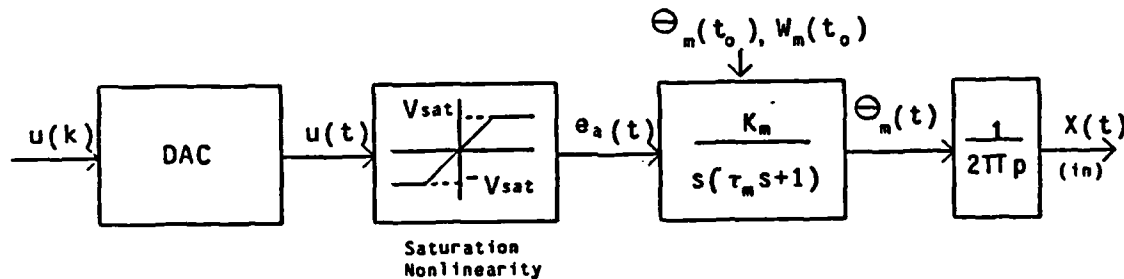 Θm(to), Wm(to)
u(k)
DAC
u(t)
Vsat
-Vsat
ea(t)
Km
s(τms+1)
Θm(t)
1
2Πp
X(t)
(in)
Saturation
Nonlinearity